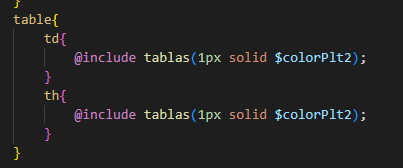 }
table{
td{
@include tablas(1px solid $colorPlt2);
}
th{
@include tablas(1px solid $colorPlt2);
}
}